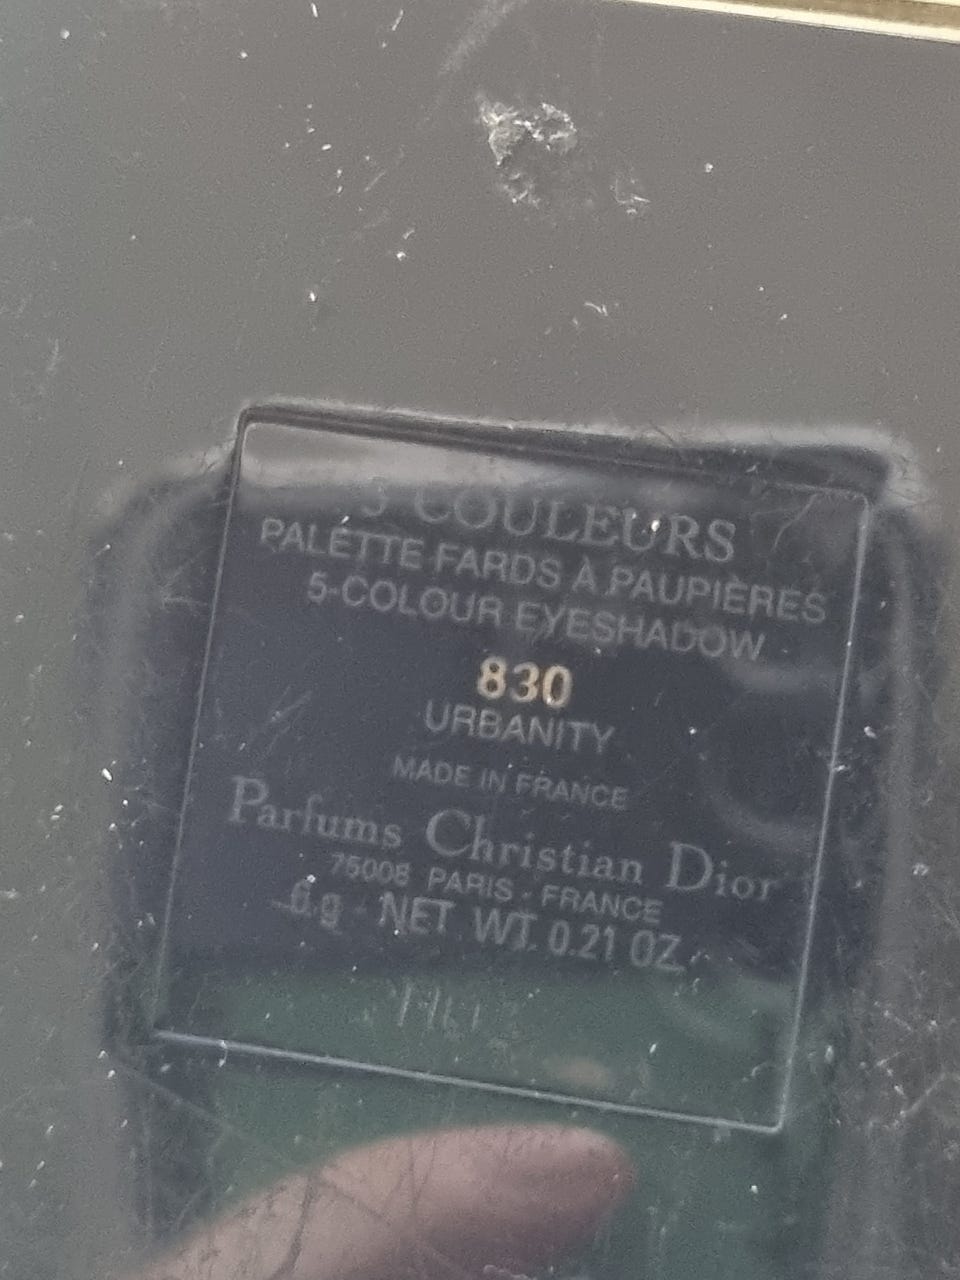 5 COULEURS
PALETTE FARDS À PAUPIÈRES
5-COLOUR EYESHADOW
830
URBANITY
MADE IN FRANCE
Parfums Christian Dior
75008 PARIS - FRANCE
6 g - NET WT. 0.21 OZ.